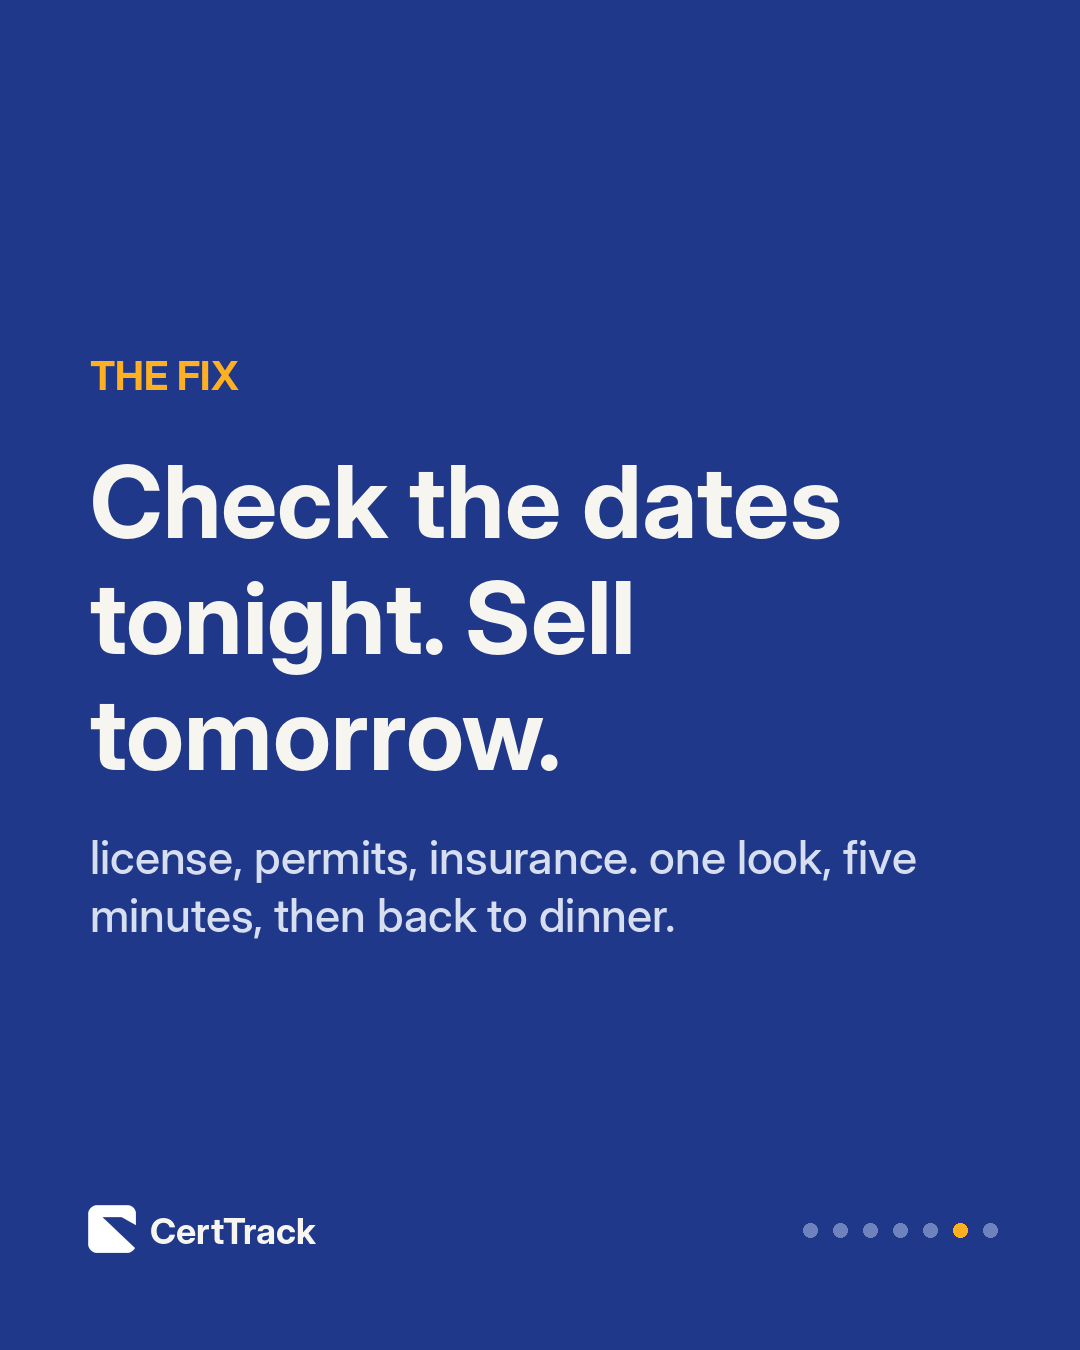 THE FIX
Check the dates
tonight. Sell
tomorrow.
license, permits, insurance. one look, five
minutes, then back to dinner.
CertTrack